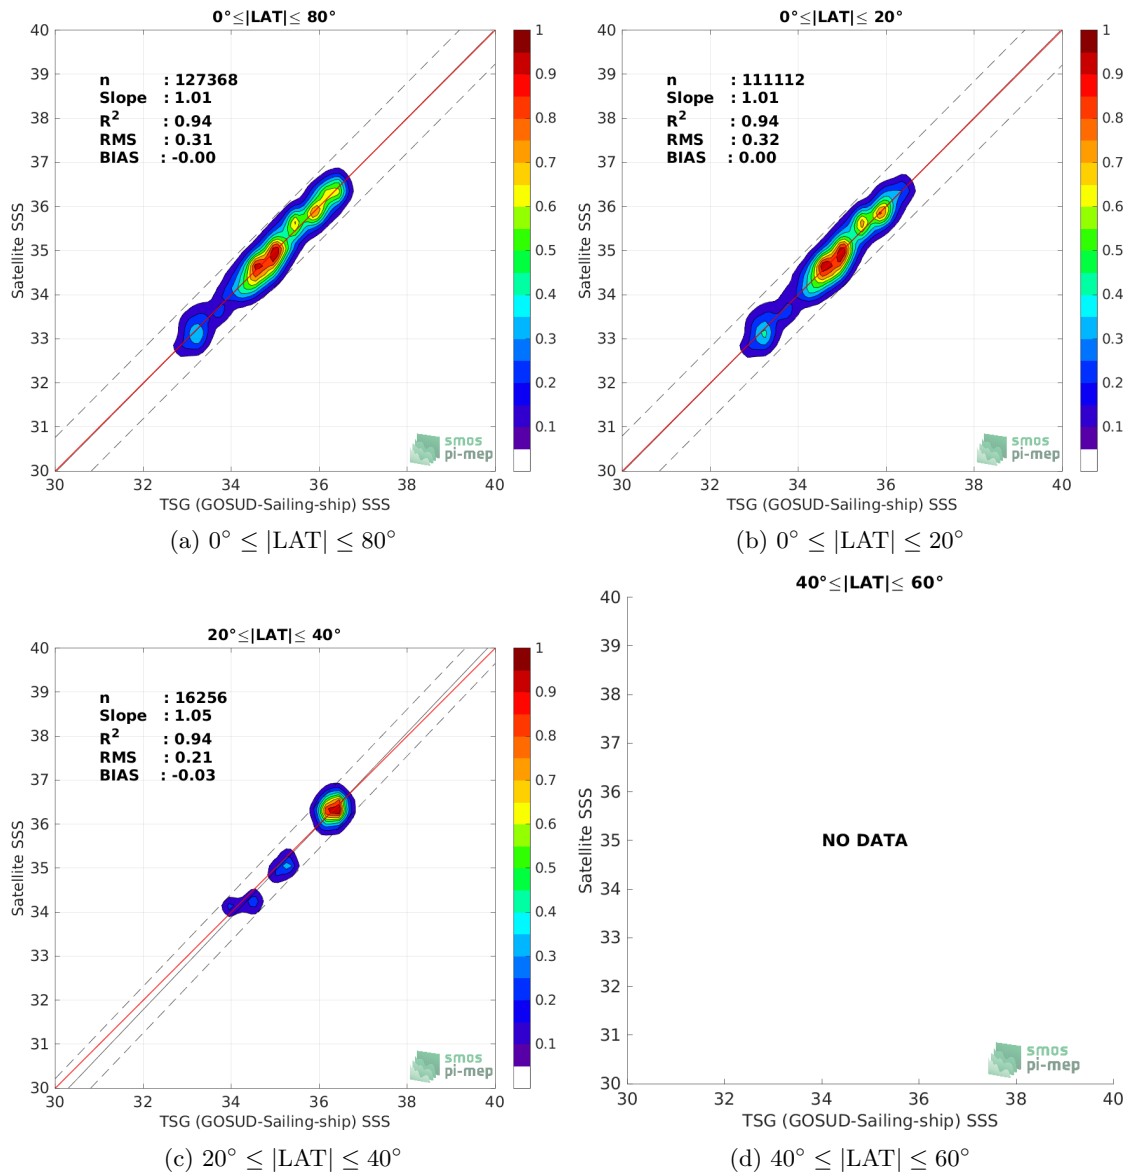 0°≤|LAT|≤ 80°
40
39
38
37
36
35
34
33
32
31
30
Satellite SSS
n : 127368
Slope : 1.01
R2 : 0.94
RMS : 0.31
BIAS : -0.00
smos
pi-mep
30 32 34 36 38 40
TSG (GOSUD-Sailing-ship) SSS
1
0.9
0.8
0.7
0.6
0.5
0.4
0.3
0.2
0.1
(a) 0° ≤ |LAT| ≤ 80°
0°≤|LAT|≤ 20°
40
39
38
37
36
35
34
33
32
31
30
Satellite SSS
n : 111112
Slope : 1.01
R2 : 0.94
RMS : 0.32
BIAS : 0.00
smos
pi-mep
30 32 34 36 38 40
TSG (GOSUD-Sailing-ship) SSS
1
0.9
0.8
0.7
0.6
0.5
0.4
0.3
0.2
0.1
(b) 0° ≤ |LAT| ≤ 20°
20°≤|LAT|≤ 40°
40
39
38
37
36
35
34
33
32
31
30
Satellite SSS
n : 16256
Slope : 1.05
R2 : 0.94
RMS : 0.21
BIAS : -0.03
smos
pi-mep
30 32 34 36 38 40
TSG (GOSUD-Sailing-ship) SSS
1
0.9
0.8
0.7
0.6
0.5
0.4
0.3
0.2
0.1
(c) 20° ≤ |LAT| ≤ 40°
40°≤|LAT|≤ 60°
40
39
38
37
36
35
34
33
32
31
30
Satellite SSS
NO DATA
smos
pi-mep
30 32 34 36 38 40
TSG (GOSUD-Sailing-ship) SSS
(d) 40° ≤ |LAT| ≤ 60°